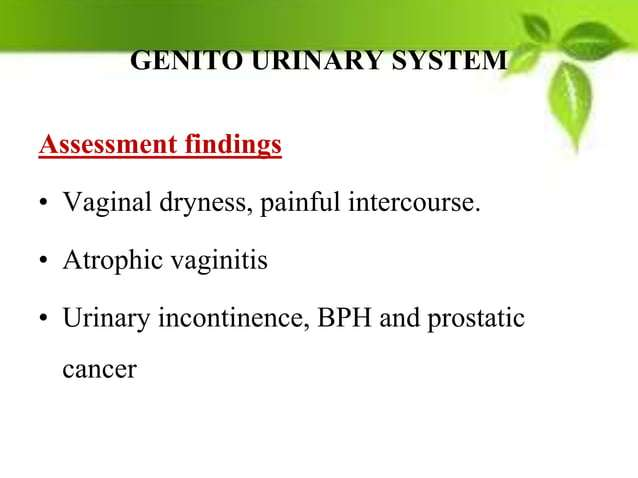 GENITO URINARY SYSTEM
Assessment findings
• Vaginal dryness, painful intercourse.
• Atrophic vaginitis
• Urinary incontinence, BPH and prostatic
cancer